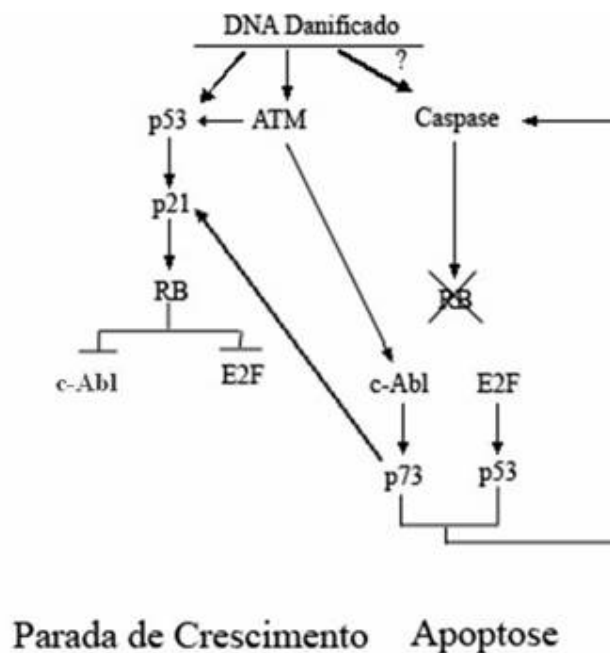 DNA Danificado
?
p53 ATM Caspase
p21
RB RB
c-Abl E2F c-Abl E2F
p73 p53
Parada de Crescimento Apoptose